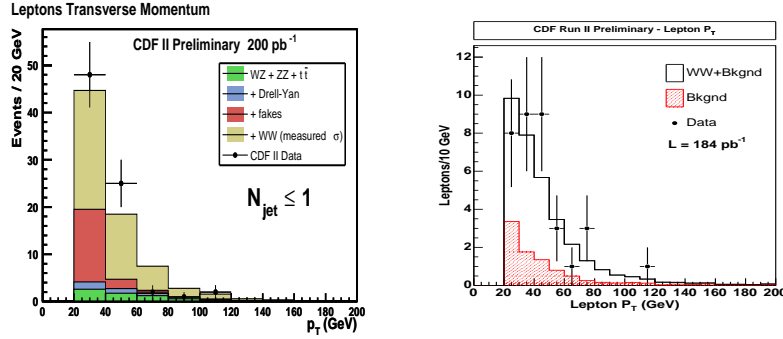 Leptons Transverse Momentum
CDF II Preliminary 200 pb⁻¹
WZ + ZZ + t t̄
+ Drell-Yan
+ fakes
+ WW (measured σ)
CDF II Data
N_jet ≤ 1
Events / 20 GeV
50
40
30
20
10
0
0 20 40 60 80 100 120 140 160 180 200
p_T (GeV)
CDF Run II Preliminary - Lepton P_T
WW+Bkgnd
Bkgnd
Data
L = 184 pb⁻¹
Leptons/10 GeV
12
10
8
6
4
2
0
0 20 40 60 80 100 120 140 160 180 200
Lepton P_T (GeV)